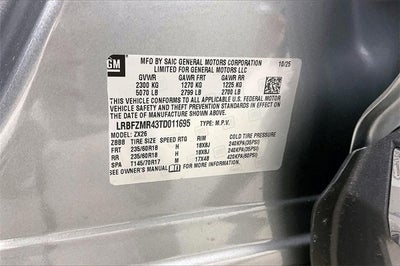 GM
MFD BY SAIC GENERAL MOTORS CORPORATION 10/25
LIMITED FOR GENERAL MOTORS LLC
GVWR GAWR FRT GAWR RR
2300 KG 1270 KG 1225 KG
5070 LB 2799 LB 2700 LB
THIS VEHICLE CONFORMS TO ALL APPLICABLE U.S. FEDERAL MOTOR VEHICLE
SAFETY AND THEFT PREVENTION STANDARDS IN EFFECT ON THE DATE
OF MANUFACTURE SHOWN ABOVE.
LRBFZMR43TD011695 TYPE: M.P.V.
MODEL: ZX26
ZBBB TIRE SIZE SPEED RTG RIM COLD TIRE PRESSURE
FRT 235/60R18 H 18X8J 240KPA(35PSI)
RR 235/60R18 H 18X8J 240KPA(35PSI)
SPA T145/70R17 M 17X4B 420KPA(60PSI)
SEE OWNER'S MANUAL FOR MORE INFORMATION.